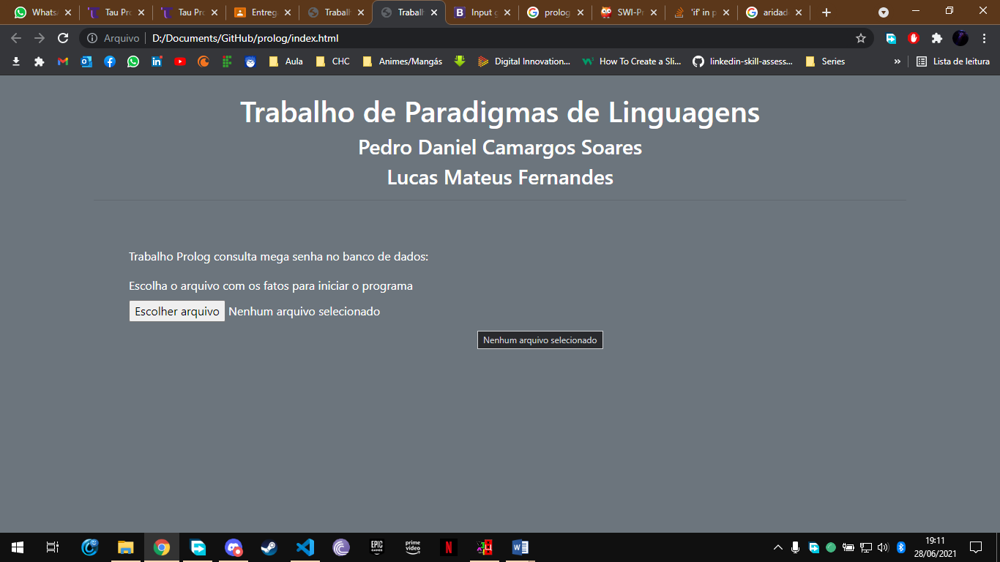 Whats
Tau Pro
Tau Pro
Entreg
Trabal
Trabal
Input g
prolog
SWI-Pr
'if' in p
aridad
Arquivo
D:/Documents/GitHub/prolog/index.html
Aula
CHC
Animes/Mangás
Digital Innovation...
How To Create a Sli...
linkedin-skill-assess...
Series
»
Lista de leitura
Trabalho de Paradigmas de Linguagens
Pedro Daniel Camargos Soares
Lucas Mateus Fernandes
Trabalho Prolog consulta mega senha no banco de dados:
Escolha o arquivo com os fatos para iniciar o programa
Escolher arquivo Nenhum arquivo selecionado
Nenhum arquivo selecionado
EPIC GAMES
prime video
N
19:11
28/06/2021